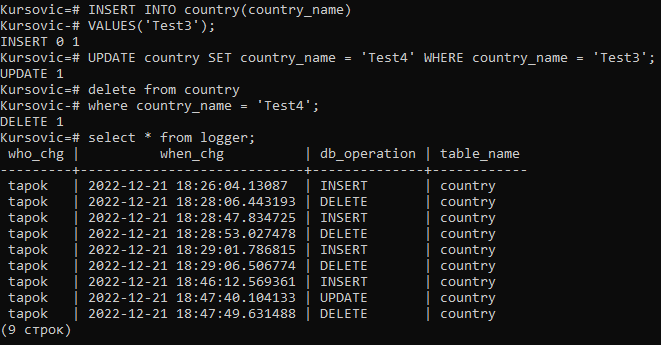 Kursovic=# INSERT INTO country(country_name)
Kursovic-# VALUES('Test3');
INSERT 0 1
Kursovic=# UPDATE country SET country_name = 'Test4' WHERE country_name = 'Test3';
UPDATE 1
Kursovic=# delete from country
Kursovic-# where country_name = 'Test4';
DELETE 1
Kursovic=# select * from logger;
 who_chg |          when_chg          | db_operation | table_name
---------+----------------------------+--------------+------------
 tapok   | 2022-12-21 18:26:04.13087  | INSERT       | country
 tapok   | 2022-12-21 18:28:06.443193 | DELETE       | country
 tapok   | 2022-12-21 18:28:47.834725 | INSERT       | country
 tapok   | 2022-12-21 18:28:53.027478 | DELETE       | country
 tapok   | 2022-12-21 18:29:01.786815 | INSERT       | country
 tapok   | 2022-12-21 18:29:06.506774 | DELETE       | country
 tapok   | 2022-12-21 18:46:12.569361 | INSERT       | country
 tapok   | 2022-12-21 18:47:40.104133 | UPDATE       | country
 tapok   | 2022-12-21 18:47:49.631488 | DELETE       | country
(9 строк)